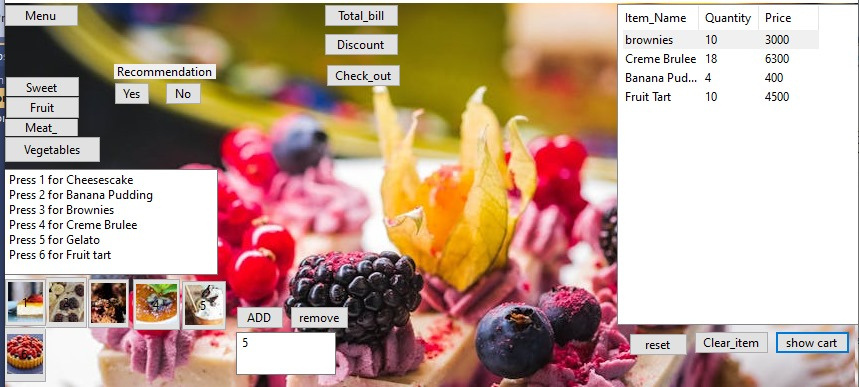 Menu
Total_bill
Discount
Check_out
Recommendation
Yes No
Sweet
Fruit
Meat_
Vegetables
Press 1 for Cheesescake
Press 2 for Banana Pudding
Press 3 for Brownies
Press 4 for Creme Brulee
Press 5 for Gelato
Press 6 for Fruit tart
1
4
5
ADD remove
5
Item_Name Quantity Price
brownies 10 3000
Creme Brulee 18 6300
Banana Pud... 4 400
Fruit Tart 10 4500
reset Clear_item show cart